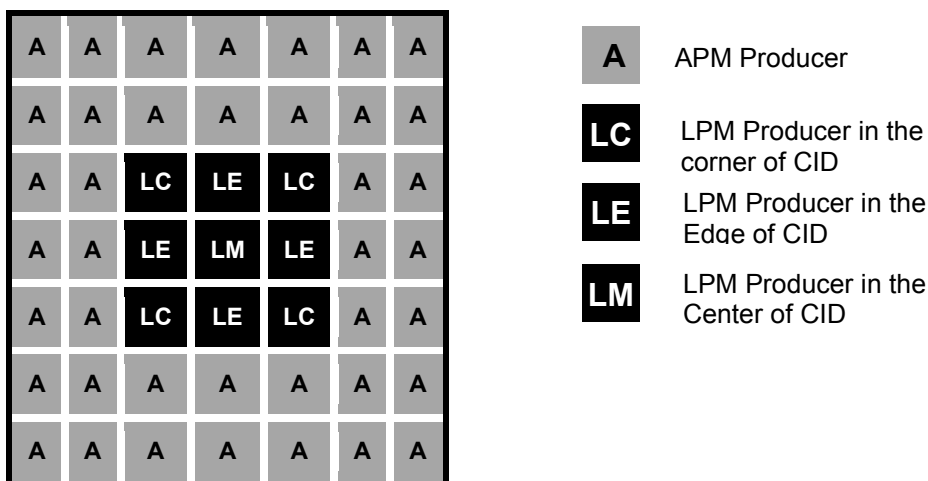 A A A A A A A
A A A A A A A
A A LC LE LC A A
A A LE LM LE A A
A A LC LE LC A A
A A A A A A A
A A A A A A A
A APM Producer
LC LPM Producer in the
corner of CID
LE LPM Producer in the
Edge of CID
LM LPM Producer in the
Center of CID